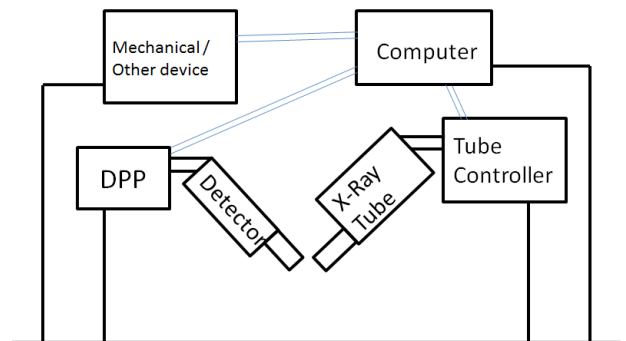 Mechanical /
Other device
Computer
DPP
Detector
X-Ray
Tube
Tube
Controller